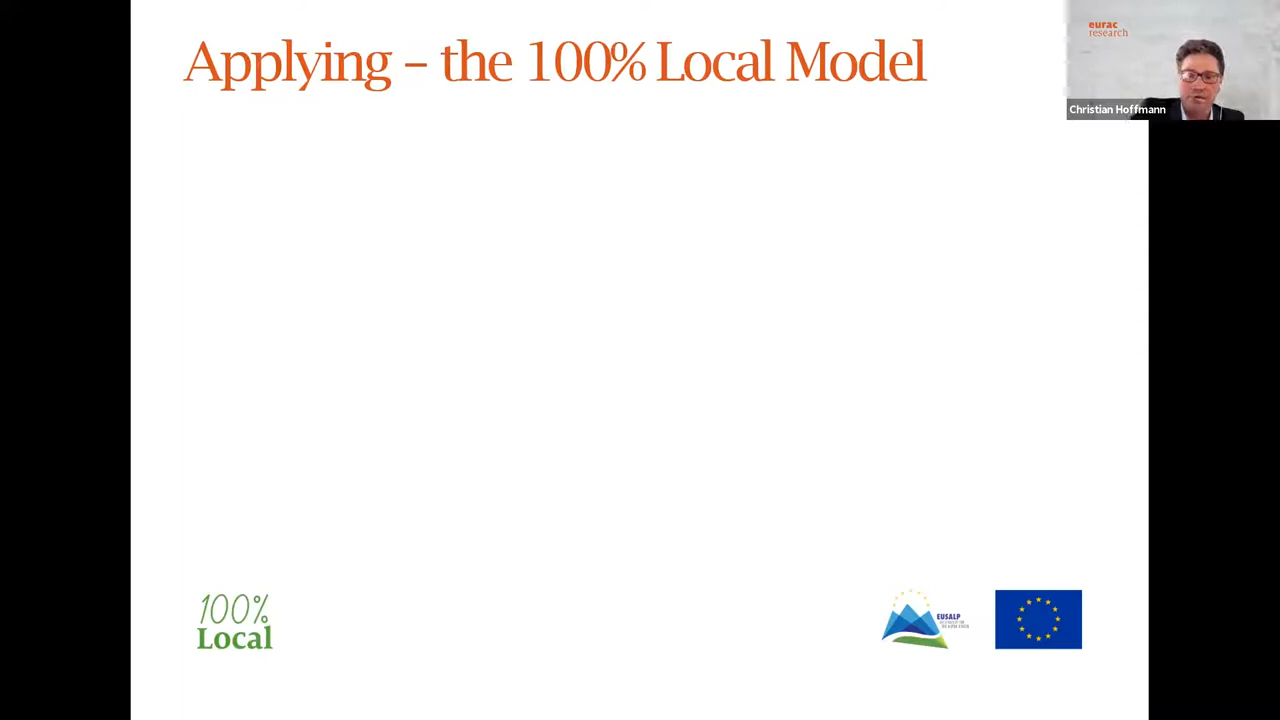 Applying – the 100% Local Model
eurac
research
Christian Hoffmann
100%
Local
EUSALP